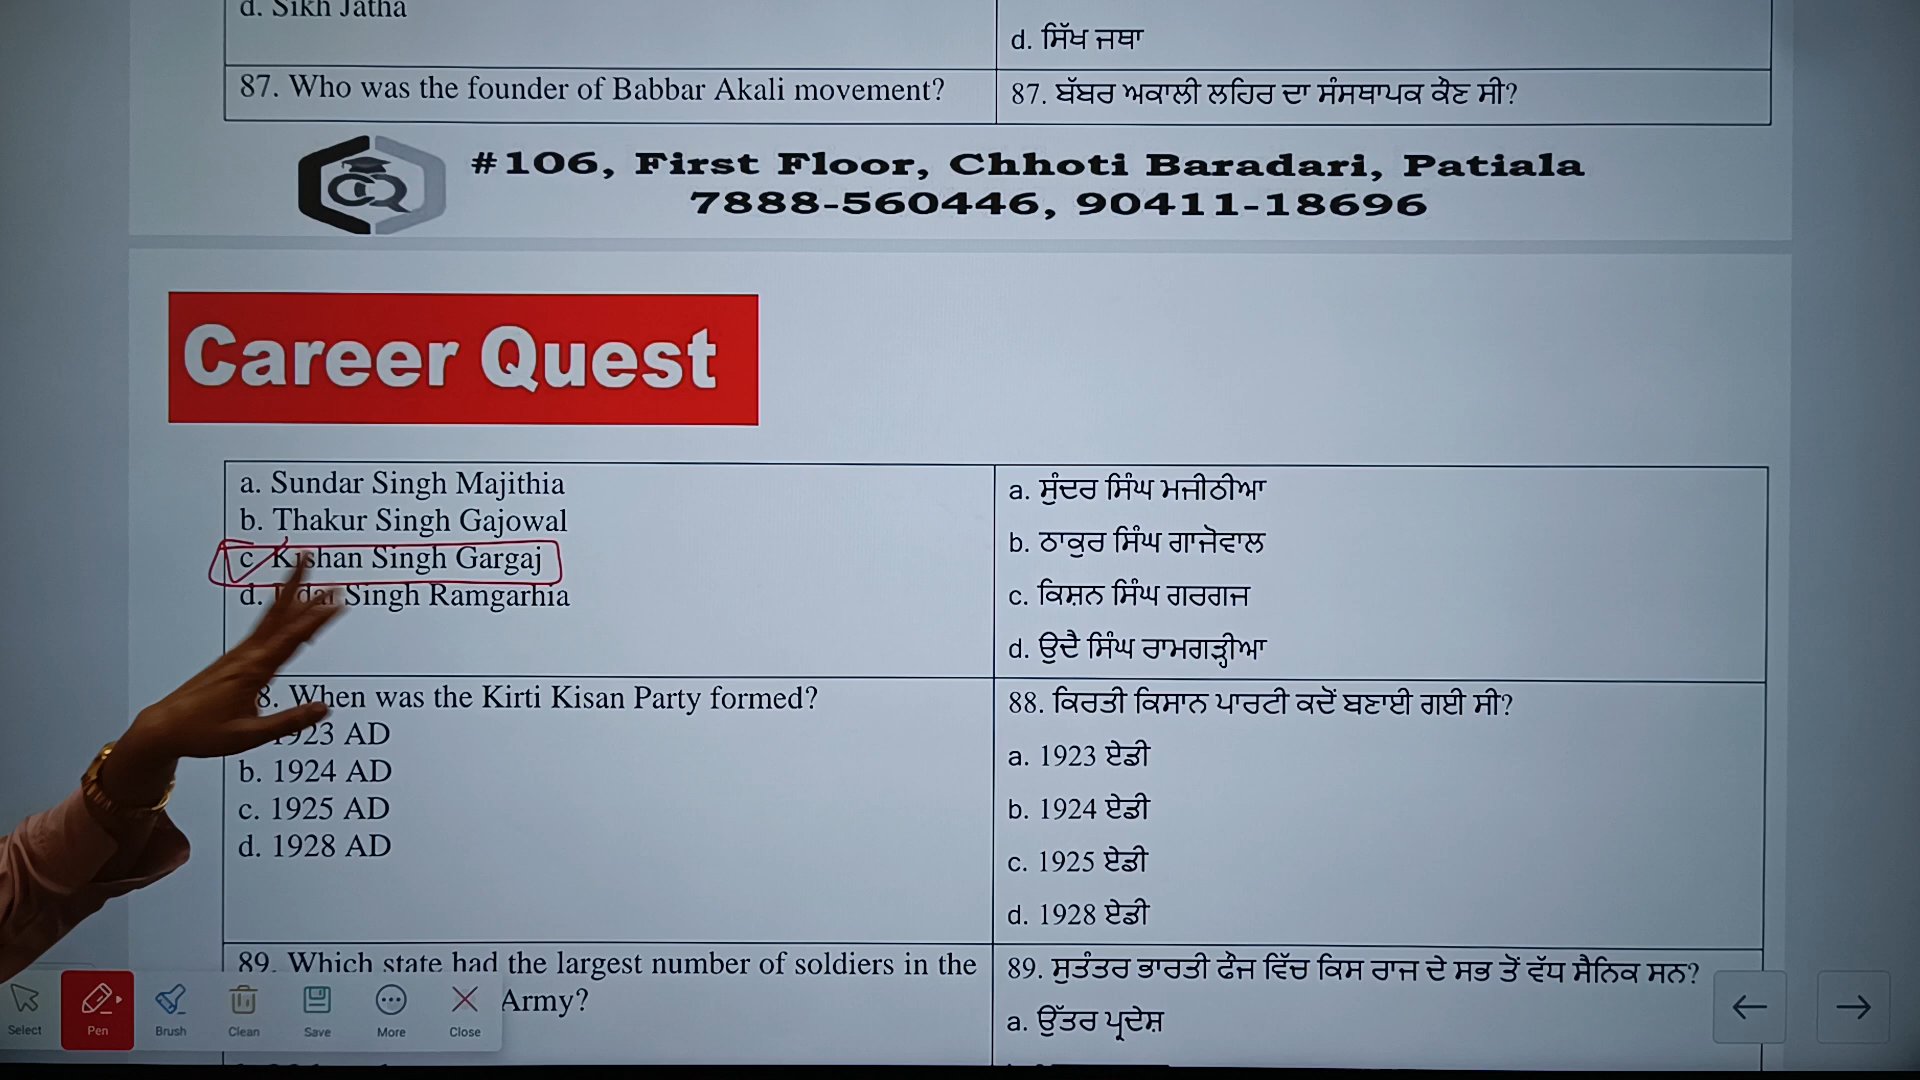 d. Sikh Jatha
d. ਸਿੱਖ ਜਥਾ
87. Who was the founder of Babbar Akali movement?
87. ਬੱਬਰ ਅਕਾਲੀ ਲਹਿਰ ਦਾ ਸੰਸਥਾਪਕ ਕੌਣ ਸੀ?
CQ
#106, First Floor, Chhoti Baradari, Patiala
7888-560446, 90411-18696
Career Quest
a. Sundar Singh Majithia
b. Thakur Singh Gajowal
c. Kishan Singh Gargaj
d. Singh Ramgarhia
a. ਸੁੰਦਰ ਸਿੰਘ ਮਜੀਠੀਆ
b. ਠਾਕੁਰ ਸਿੰਘ ਗਾਜੋਵਾਲ
c. ਕਿਸ਼ਨ ਸਿੰਘ ਗਰਗਜ
d. ਉਦੈ ਸਿੰਘ ਰਾਮਗੜ੍ਹੀਆ
8. When was the Kirti Kisan Party formed?
1923 AD
b. 1924 AD
c. 1925 AD
d. 1928 AD
88. ਕਿਰਤੀ ਕਿਸਾਨ ਪਾਰਟੀ ਕਦੋਂ ਬਣਾਈ ਗਈ ਸੀ?
a. 1923 ਏਡੀ
b. 1924 ਏਡੀ
c. 1925 ਏਡੀ
d. 1928 ਏਡੀ
89. Which state had the largest number of soldiers in the
Army?
89. ਸੁਤੰਤਰ ਭਾਰਤੀ ਫੌਜ ਵਿੱਚ ਕਿਸ ਰਾਜ ਦੇ ਸਭ ਤੋਂ ਵੱਧ ਸੈਨਿਕ ਸਨ?
a. ਉੱਤਰ ਪ੍ਰਦੇਸ਼
Select
Pen
Brush
Clean
Save
More
Close